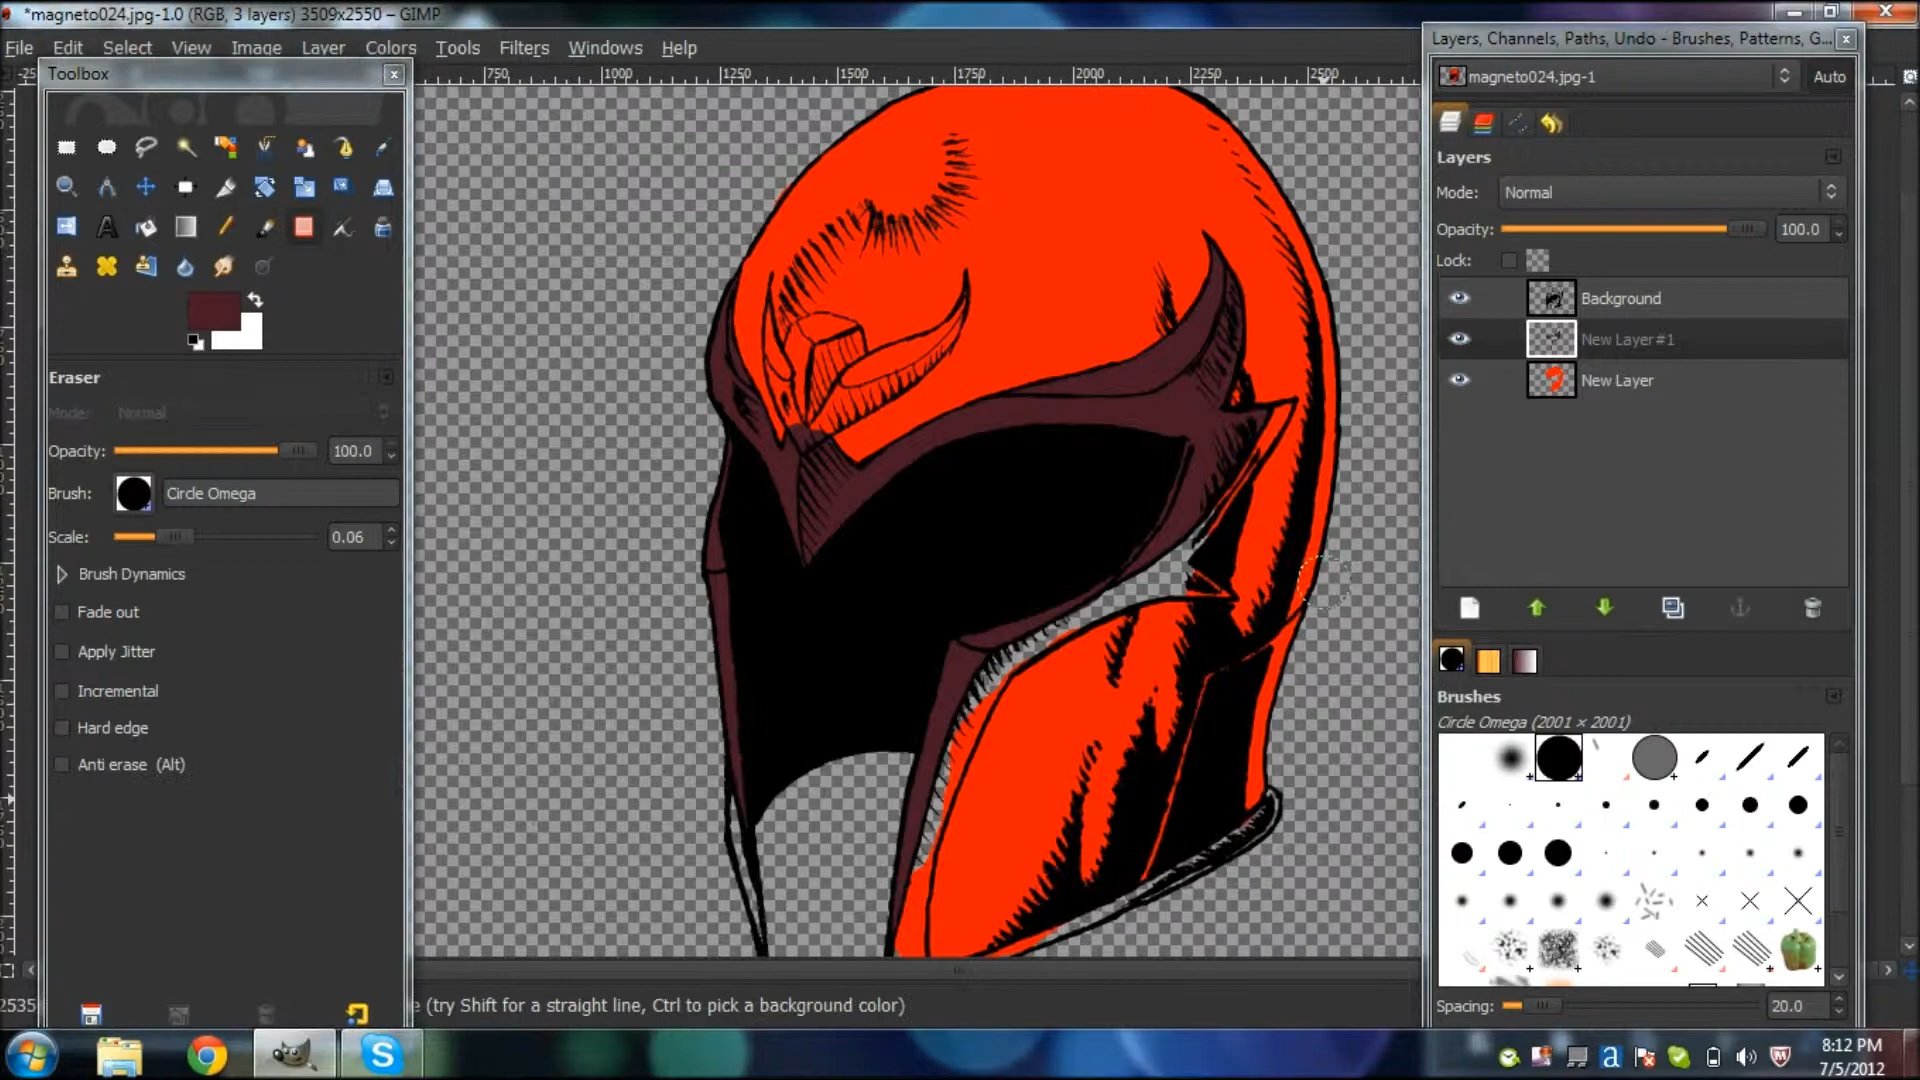 *magneto024.jpg-1.0 (RGB, 3 layers) 3509x2550 – GIMP
File Edit Select View Image Layer Colors Tools Filters Windows Help
Toolbox
750 1000 1250 1500 1750 2000 2250 2500
Eraser
Mode: Normal
Opacity: 100.0
Brush: Circle Omega
Scale: 0.06
Brush Dynamics
Fade out
Apply Jitter
Incremental
Hard edge
Anti erase (Alt)
2535
e (try Shift for a straight line, Ctrl to pick a background color)
Layers, Channels, Paths, Undo - Brushes, Patterns, G...
magneto024.jpg-1 Auto
Layers
Mode: Normal
Opacity: 100.0
Lock:
Background
New Layer #1
New Layer
Brushes
Circle Omega (2001 × 2001)
Spacing: 20.0
8:12 PM
7/5/2012